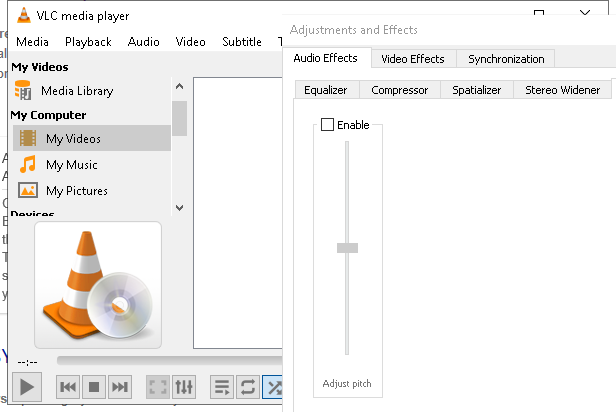 VLC media player
Media Playback Audio Video Subtitle
My Videos
Media Library
My Computer
My Videos
My Music
My Pictures
Devices
--:--
Adjustments and Effects
Audio Effects Video Effects Synchronization
Equalizer Compressor Spatializer Stereo Widener
Enable
Adjust pitch